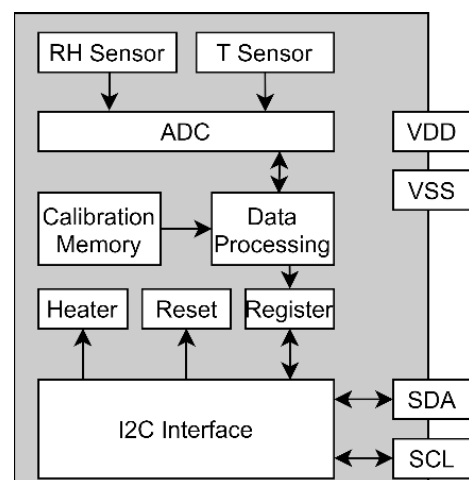 RH Sensor
T Sensor
ADC
VDD
VSS
Calibration
Memory
Data
Processing
Heater
Reset
Register
I2C Interface
SDA
SCL